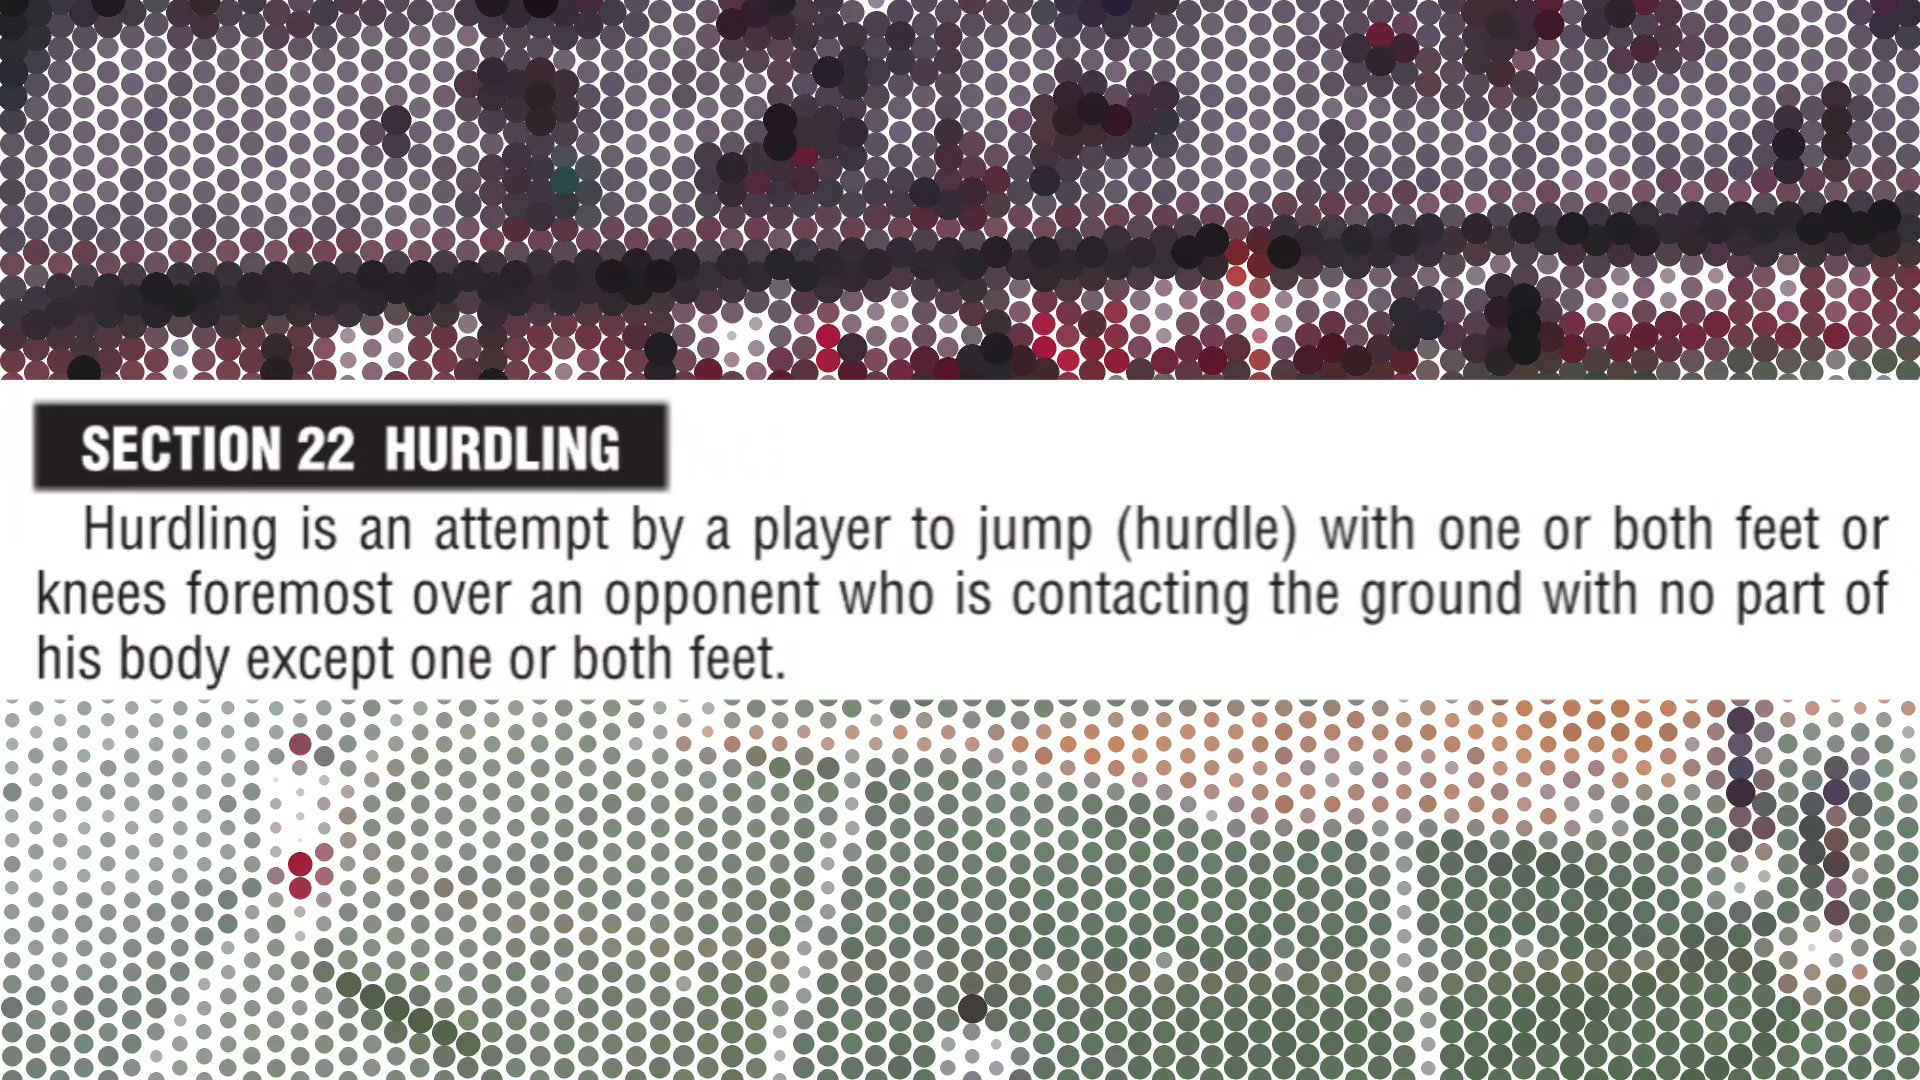 SECTION 22 HURDLING
Hurdling is an attempt by a player to jump (hurdle) with one or both feet or
knees foremost over an opponent who is contacting the ground with no part of
his body except one or both feet.